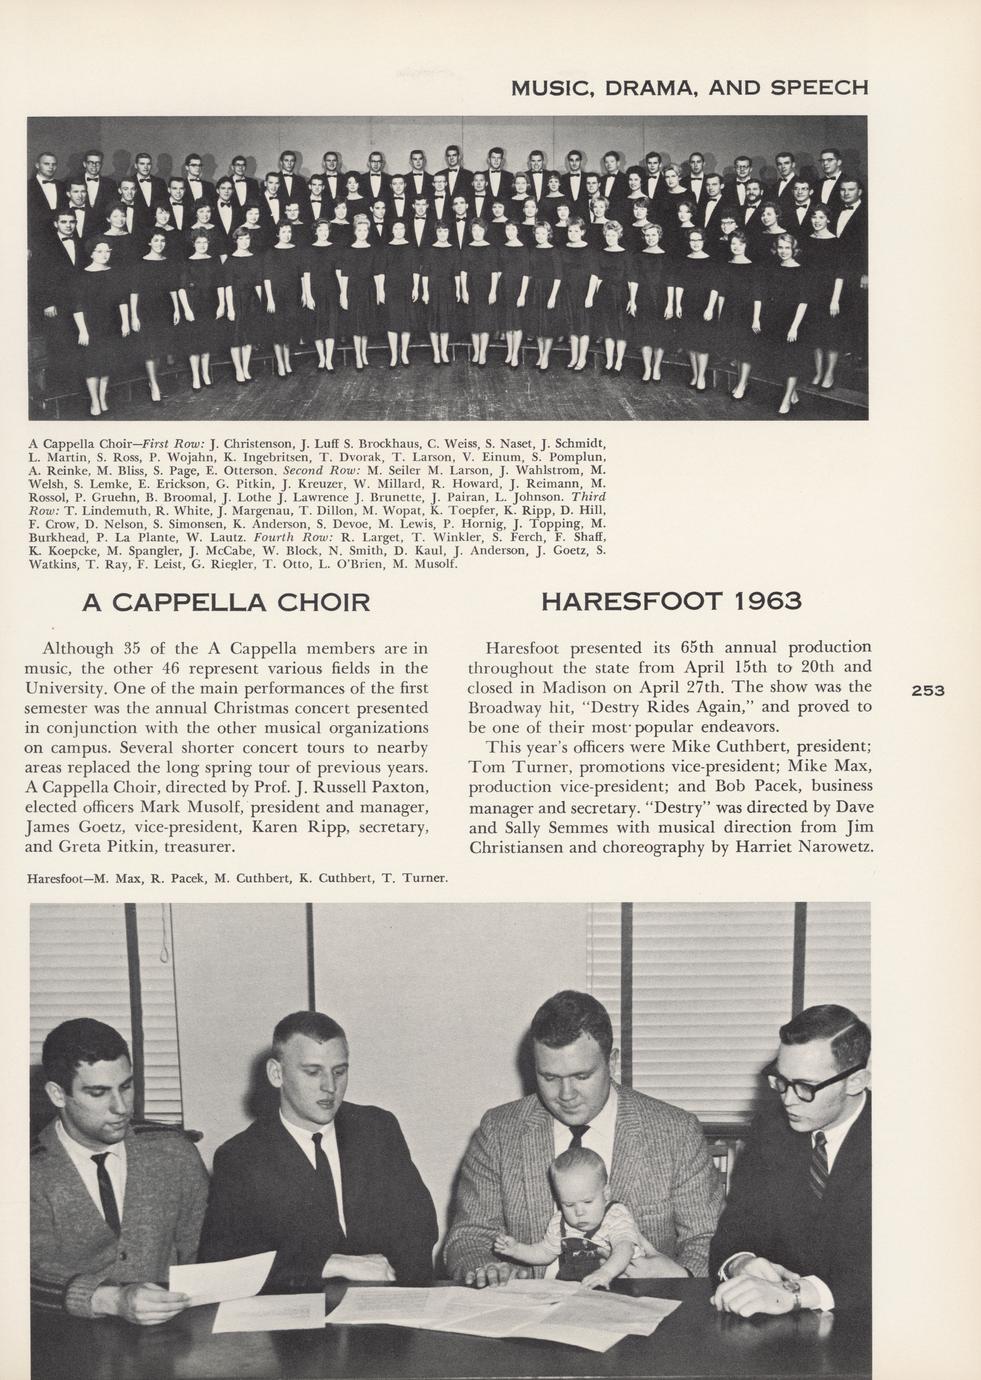 MUSIC, DRAMA, AND SPEECH
A Cappella Choir—First Row: J. Christenson, J. Luff S. Brockhaus, C. Weiss, S. Naset, J. Schmidt,
L. Martin, S. Ross, P. Wojahn, K. Ingebritsen, T. Dvorak, T. Larson, V. Einum, S. Pomplun,
A. Reinke, M. Bliss, S. Page, E. Otterson. Second Row: M. Seiler M. Larson, J. Wahlstrom, M.
Welsh, S. Lemke, E. Erickson, G. Pitkin, J. Kreuzer, W. Millard, R. Howard, J. Reimann, M.
Rossol, P. Gruehn, B. Broomal, J. Lothe J. Lawrence J. Brunette, J. Pairan, L. Johnson. Third
Row: T. Lindemuth, R. White, J. Margenau, T. Dillon, M. Wopat, K. Toepfer, K. Ripp, D. Hill,
F. Crow, D. Nelson, S. Simonsen, K. Anderson, S. Devoe, M. Lewis, P. Hornig, J. Topping, M.
Burkhead, P. La Plante, W. Lautz. Fourth Row: R. Larget, T. Winkler, S. Ferch, F. Shaff,
K. Koepcke, M. Spangler, J. McCabe, W. Block, N. Smith, D. Kaul, J. Anderson, J. Goetz, S.
Watkins, T. Ray, F. Leist, G. Riegler, T. Otto, L. O'Brien, M. Musolf.
A CAPPELLA CHOIR
Although 35 of the A Cappella members are in
music, the other 46 represent various fields in the
University. One of the main performances of the first
semester was the annual Christmas concert presented
in conjunction with the other musical organizations
on campus. Several shorter concert tours to nearby
areas replaced the long spring tour of previous years.
A Cappella Choir, directed by Prof. J. Russell Paxton,
elected officers Mark Musolf, president and manager,
James Goetz, vice-president, Karen Ripp, secretary,
and Greta Pitkin, treasurer.
HARESFOOT 1963
Haresfoot presented its 65th annual production
throughout the state from April 15th to 20th and
closed in Madison on April 27th. The show was the
Broadway hit, "Destry Rides Again," and proved to
be one of their most popular endeavors.
This year's officers were Mike Cuthbert, president;
Tom Turner, promotions vice-president; Mike Max,
production vice-president; and Bob Pacek, business
manager and secretary. "Destry" was directed by Dave
and Sally Semmes with musical direction from Jim
Christiansen and choreography by Harriet Narowetz.
253
Haresfoot—M. Max, R. Pacek, M. Cuthbert, K. Cuthbert, T. Turner.